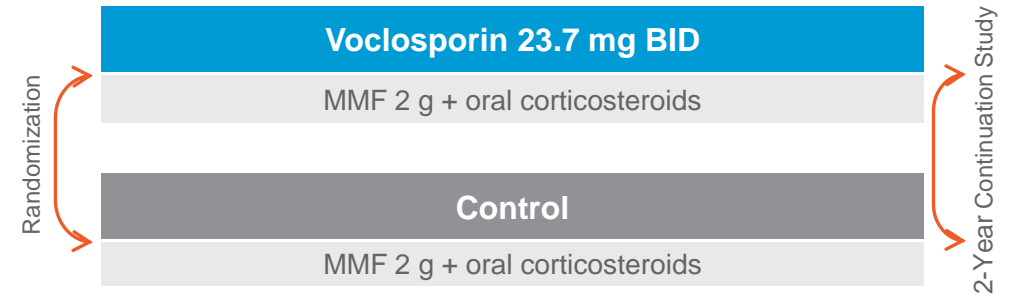 Randomization
Voclosporin 23.7 mg BID
MMF 2 g + oral corticosteroids
Control
MMF 2 g + oral corticosteroids
2-Year Continuation Study